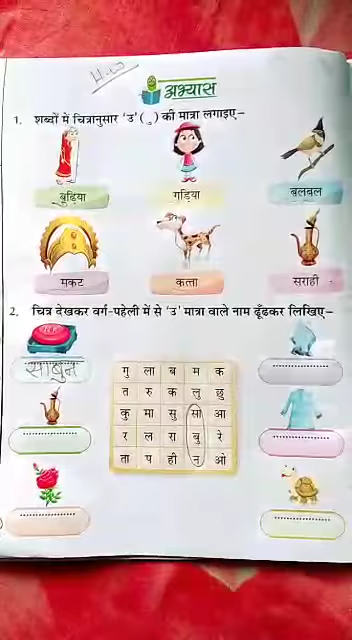 H.W
अभ्यास
1. शब्दों में चित्रानुसार 'उ' ( ु ) की मात्रा लगाइए–
बुढ़िया गड़िया बलबल
मकट कत्ता सराही
2. चित्र देखकर वर्ग-पहेली में से 'उ' मात्रा वाले नाम ढूँढकर लिखिए–
साबुन
गु ला ब म क
त रु क लु छु
कु मा सु सा आ
र ल रा बु रे
ता प ही न ओ